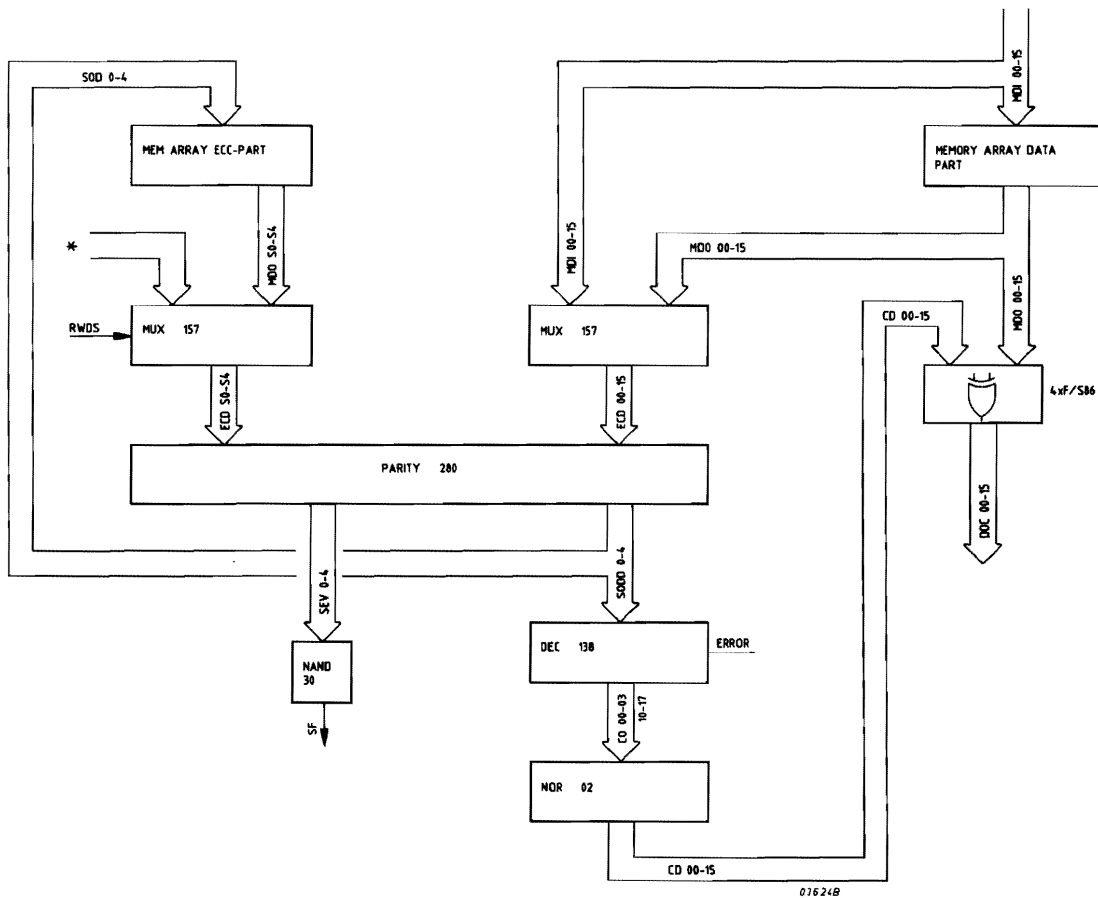 SOD 0-4
MDI 00-15
MEM ARRAY ECC-PART
MEMORY ARRAY DATA
PART
*
MDO S0-S4
MDI 00-15
MDO 00-15
MDO 00-15
CD 00-15
RWDS
MUX 157
MUX 157
4xF/S86
ECD S0-S4
ECD 00-15
PARITY 280
DOC 00-15
SEV 0-4
SODD 0-4
NAND
30
DEC 138
ERROR
SF
CO 00-03
10-17
NOR 02
CD 00-15
03624B